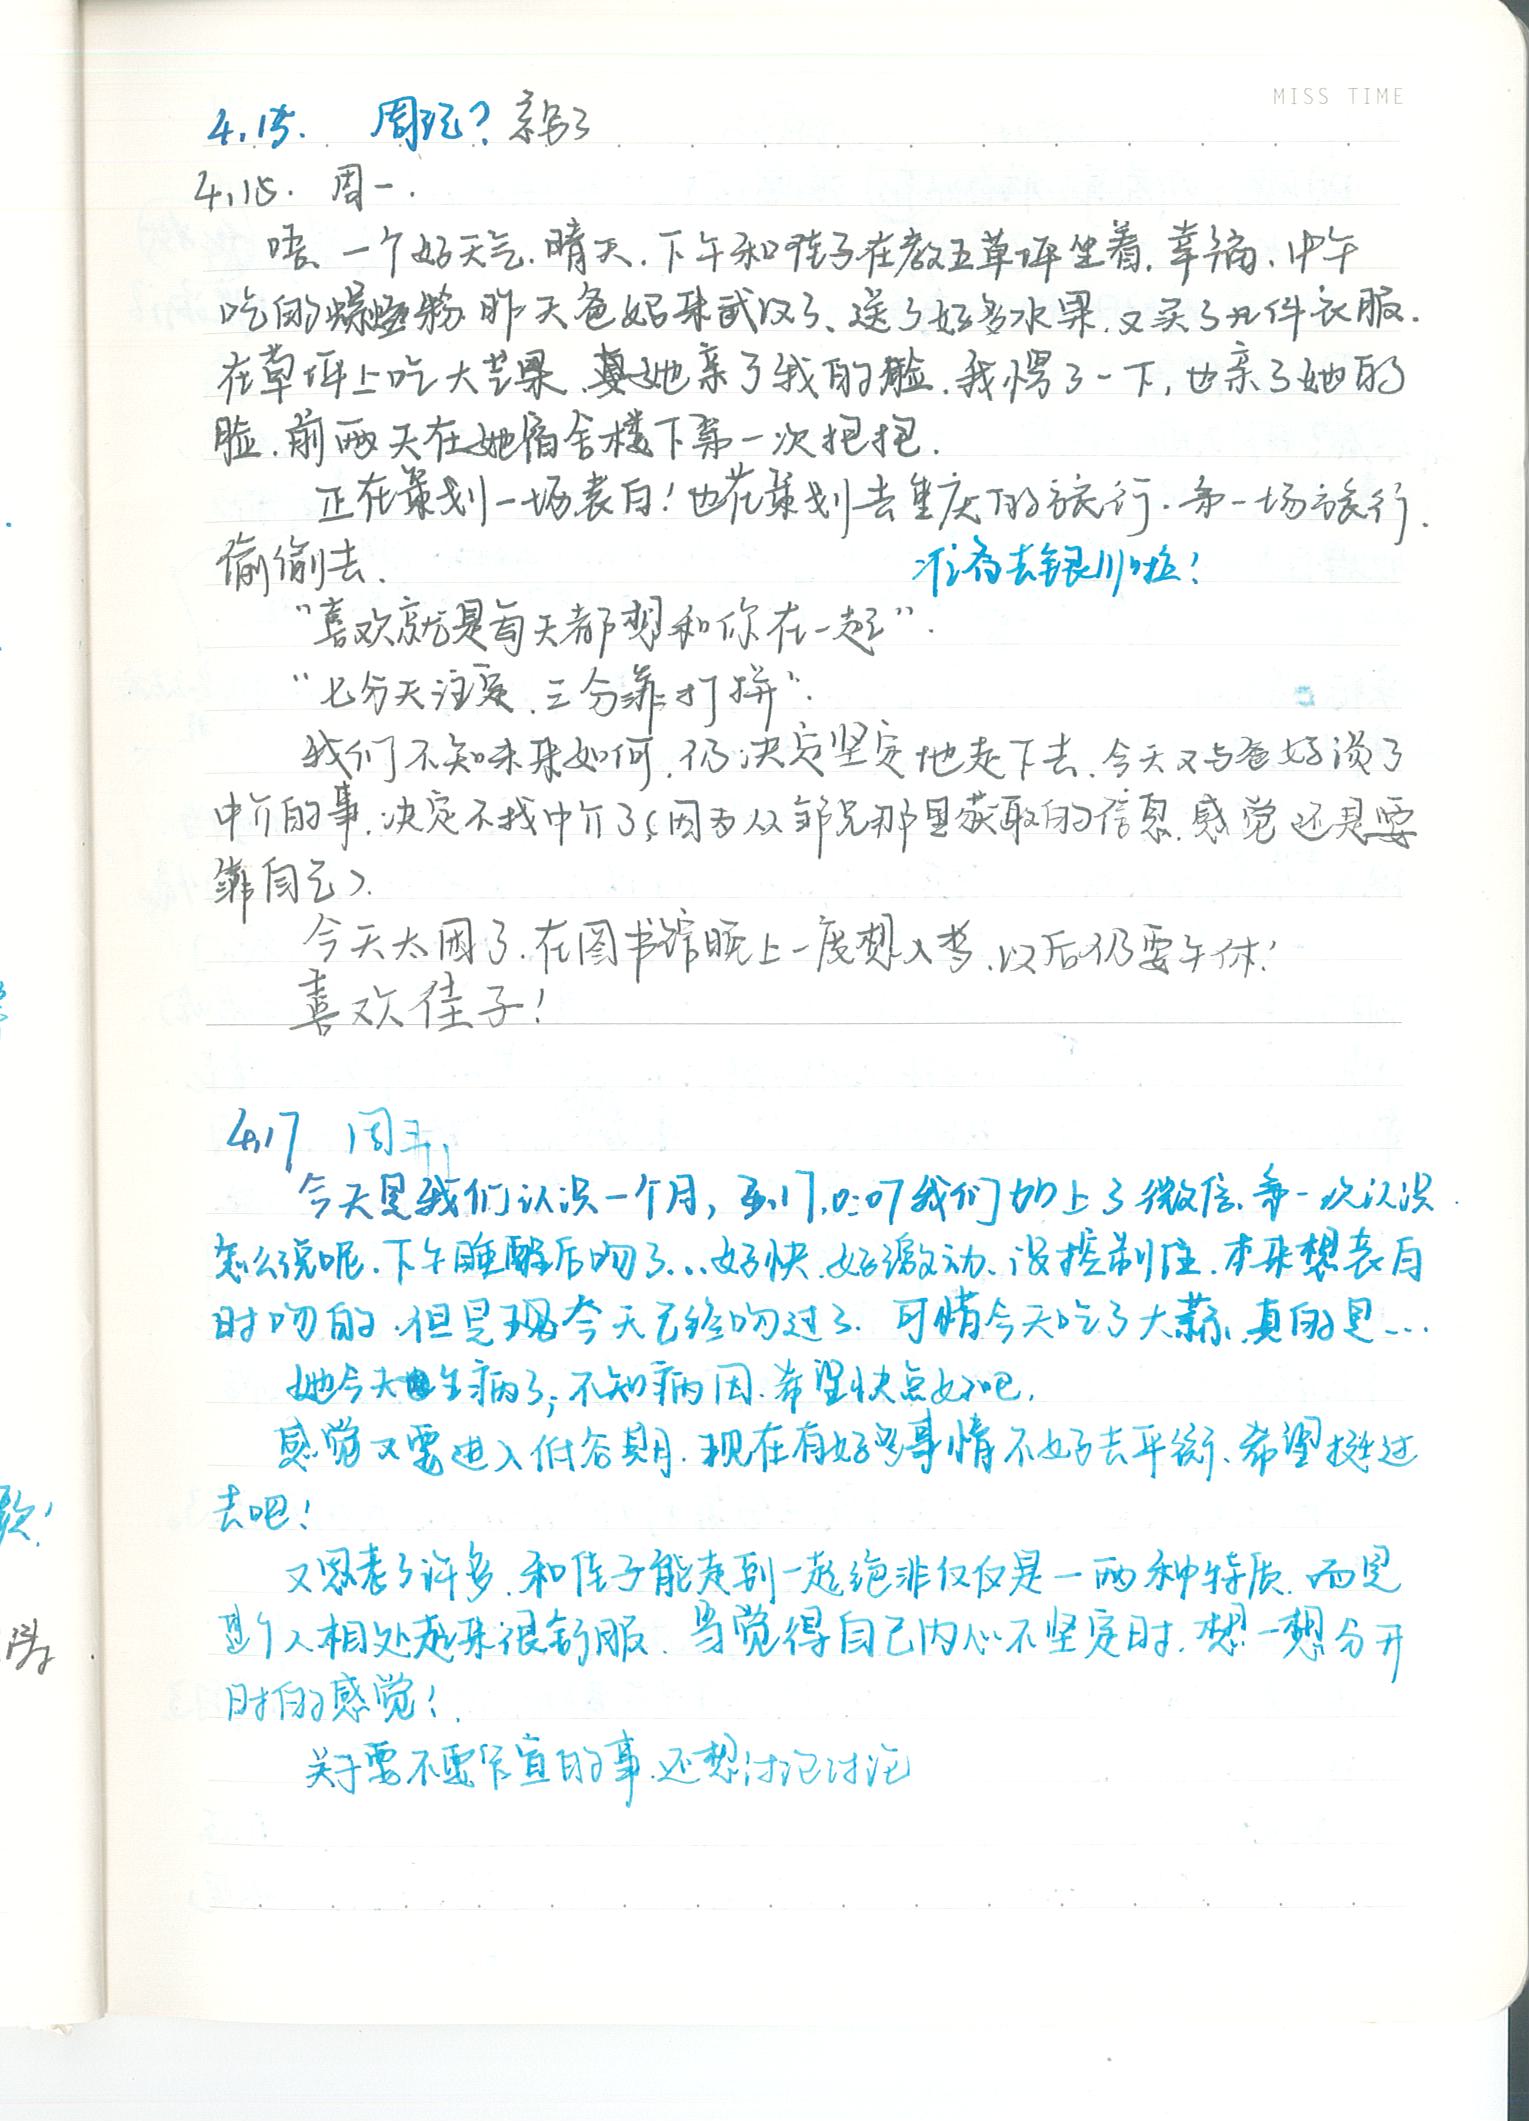 MISS TIME
4.15. 周玩? 亲了
4.15. 周一.
唔、一个好天气.晴天.下午和佳子在教五草坪坐着.幸福.中午
吃的螺蛳粉.昨天爸妈来武汉了、送了好多水果.又买了几件衣服.
在草坪上吃大芒果.她亲了我的脸.我愣了一下,也亲了她的
脸.前两天在她宿舍楼下第一次抱抱.
正在策划一场表白!也在策划去重庆的旅行.第一场旅行.
偷偷去.
准备去银川啦!
"喜欢就是每天都想和你在一起".
"七分天注定.三分靠打拼".
我们不知未来如何.仍决定坚定地走下去.今天又与爸妈谈了
中介的事.决定不找中介了(因为从邹兄那里获取的信息.感觉还是要
靠自己).
今天太困了.在图书馆晚上一度想入梦.以后仍要午休!
喜欢佳子!
4.17 周三,
今天是我们认识一个月,3.17.0:07我们加上了微信.第一次认识.
怎么说呢.下午睡醒后吻了...好快.好激动、没控制住.本来想表白
时吻的.但是今天已经吻过了.可惜今天吃了大蒜.真的是...
她今天生病了;不知病因.希望快点好吧.
感觉又要进入低谷期.现在有好多事情不好去平衡、希望挺过
去吧!
又思考了许多.和佳子能走到一起绝非仅仅是一两种特质.而是
整个人相处起来很舒服.当觉得自己内心不坚定时.想一想分开
时的感觉!.
关于要不要官宣的事.还想讨论讨论